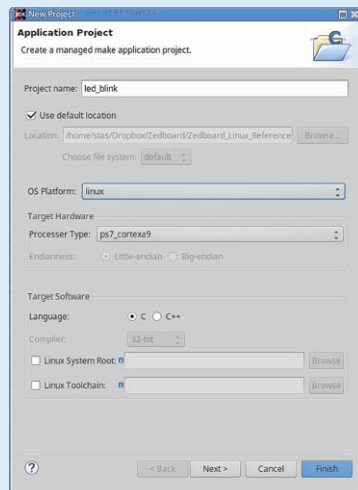 New Project
Application Project
Create a managed make application project.
Project name: led_blink
Use default location
Location: /home/stas/Dropbox/Zedboard/Zedboard_Linux_Reference Browse...
Choose file system: default
OS Platform: linux
Target Hardware
Processer Type: ps7_cortexa9
Endianness: Little-endian Big-endian
Target Software
Language: C C++
Compiler: 32-bit
Linux System Root: Browse
Linux Toolchain: Browse
? < Back Next > Cancel Finish